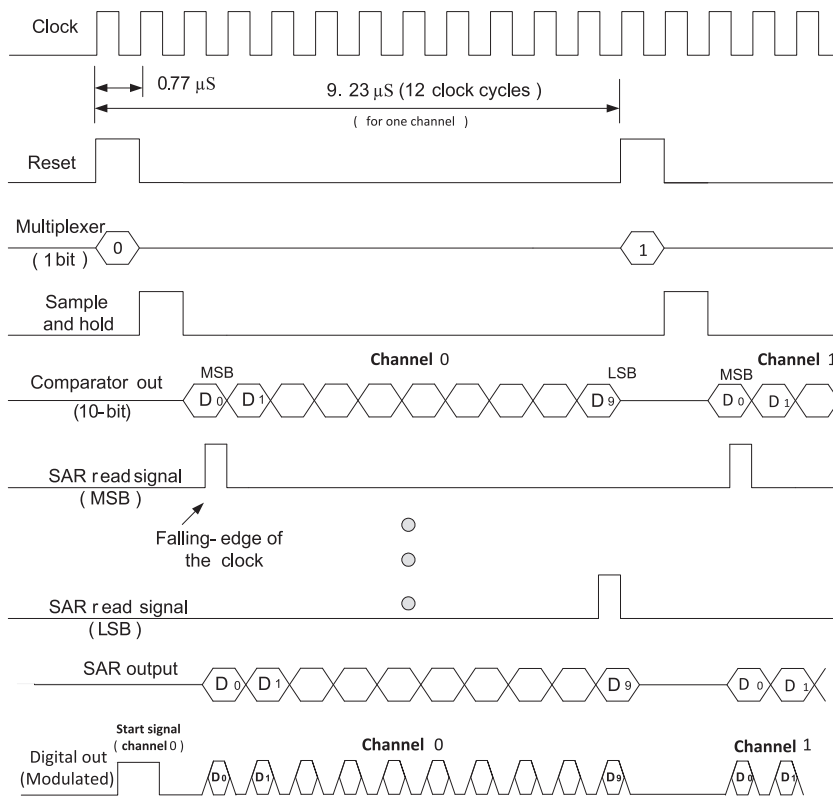 Clock
0.77 μS
9. 23 μS (12 clock cycles )
( for one channel )
Reset
Multiplexer
( 1 bit )
0
1
Sample
and hold
Channel 0
Channel 1
MSB
LSB
MSB
Comparator out
(10-bit)
D 0
D 1
D 9
D 0
D 1
SAR read signal
( MSB )
Falling- edge of
the clock
SAR read signal
(LSB)
SAR output
D 0
D 1
D 9
D 0
D 1
Start signal
( channel 0 )
Channel 0
Channel 1
Digital out
(Modulated)
D0
D1
D9
D0
D1